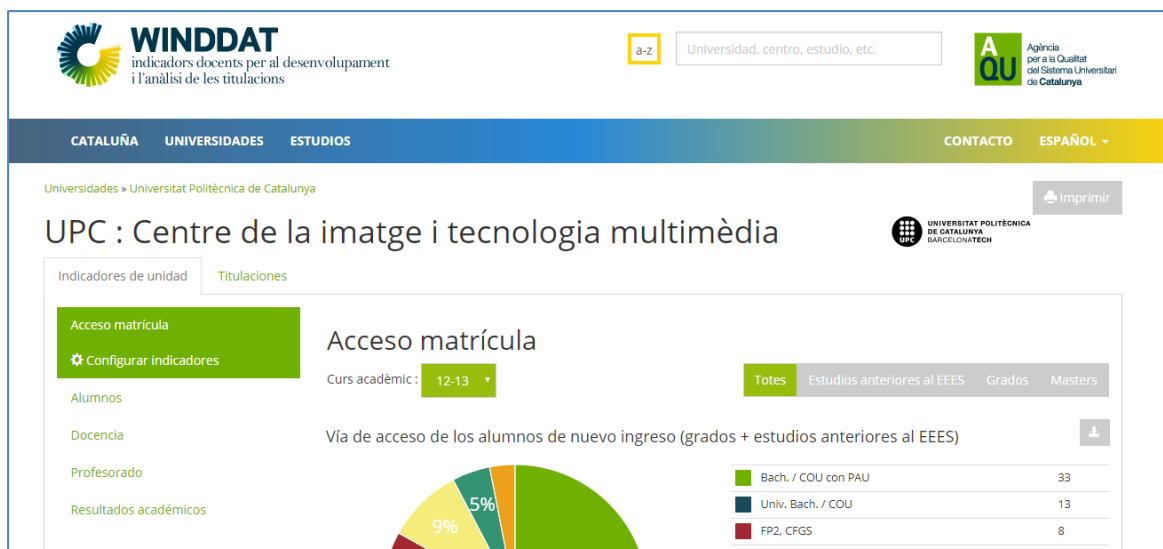 WINDDAT
indicadors docents per al desenvolupament
i l'anàlisi de les titulacions
a-z
Universidad, centro, estudio, etc.
AQU
Agència
per a la Qualitat
del Sistema Universitari
de Catalunya
CATALUÑA UNIVERSIDADES ESTUDIOS CONTACTO ESPAÑOL
Universidades » Universitat Politècnica de Catalunya
Imprimir
UPC : Centre de la imatge i tecnologia multimèdia
UPC
UNIVERSITAT POLITÈCNICA
DE CATALUNYA
BARCELONATECH
Indicadores de unidad Titulaciones
Acceso matrícula
Configurar indicadores
Alumnos
Docencia
Profesorado
Resultados académicos
Acceso matrícula
Curs acadèmic : 12-13
Totes Estudios anteriores al EEES Grados Masters
Vía de acceso de los alumnos de nuevo ingreso (grados + estudios anteriores al EEES)
5%
9%
Bach. / COU con PAU 33
Univ. Bach. / COU 13
FP2, CFGS 8